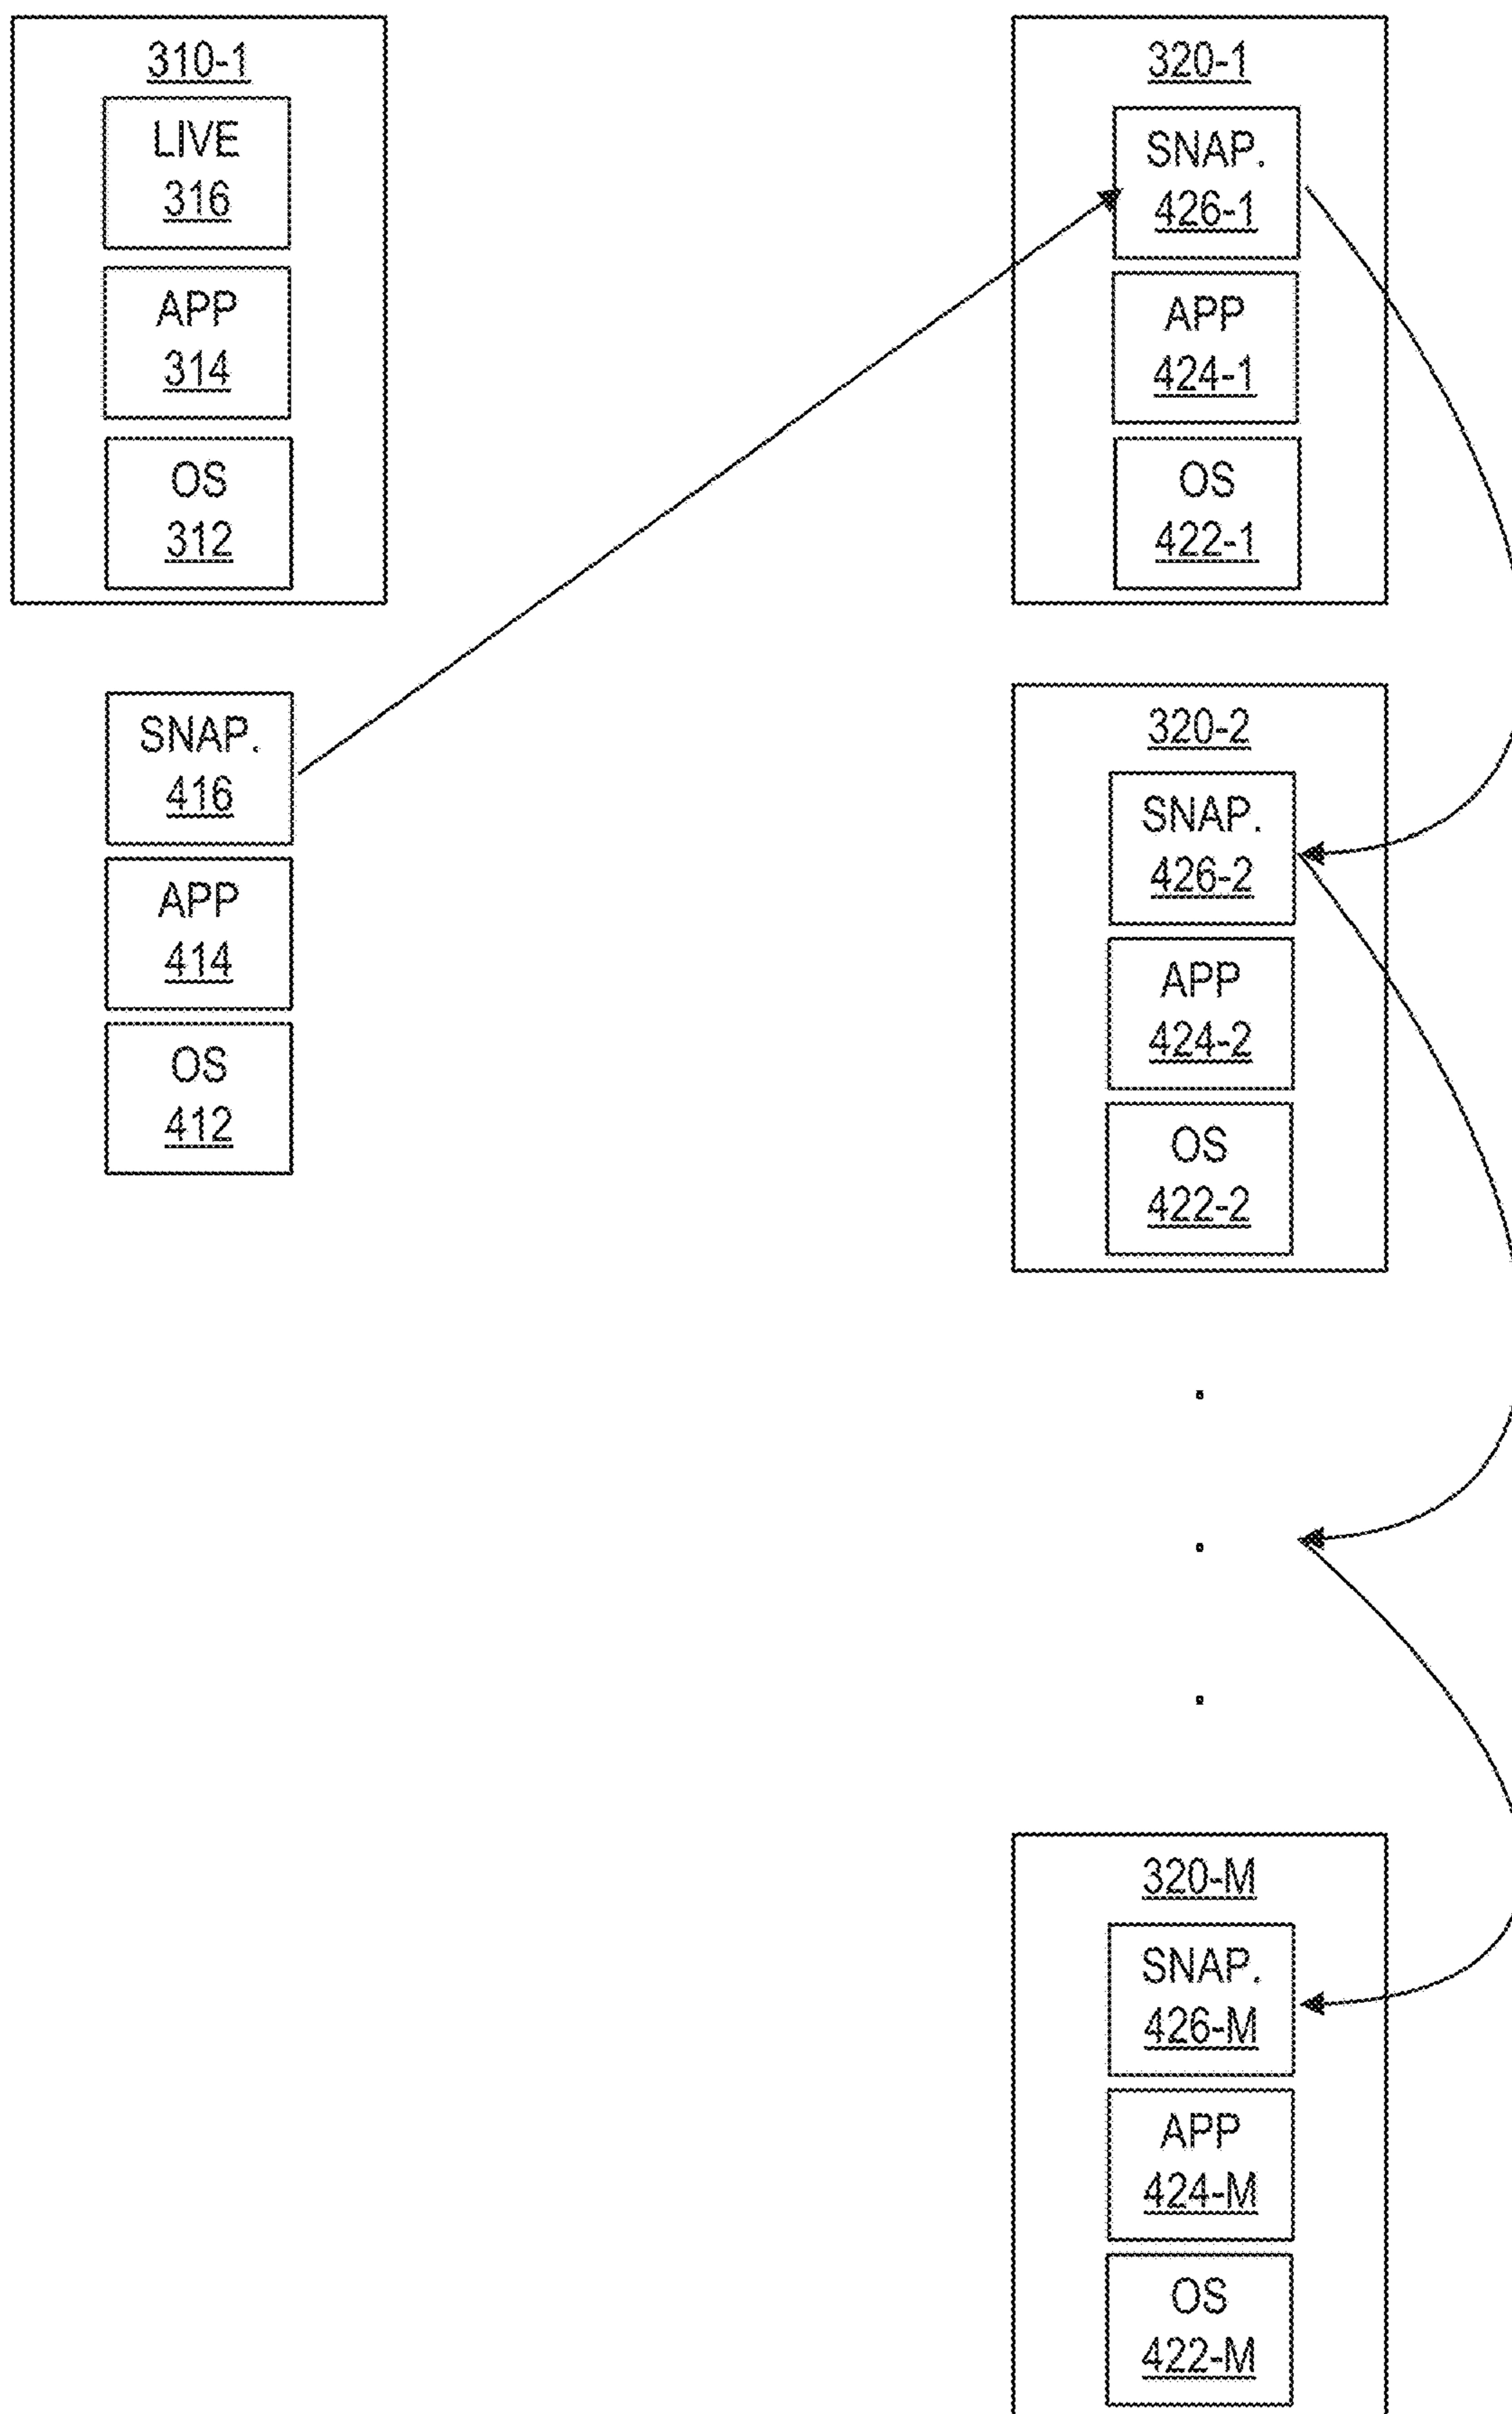 310-1
LIVE
316
APP
314
OS
312
SNAP.
416
APP
414
OS
412
320-1
SNAP.
426-1
APP
424-1
OS
422-1
320-2
SNAP.
426-2
APP
424-2
OS
422-2
320-M
SNAP.
426-M
APP
424-M
OS
422-M